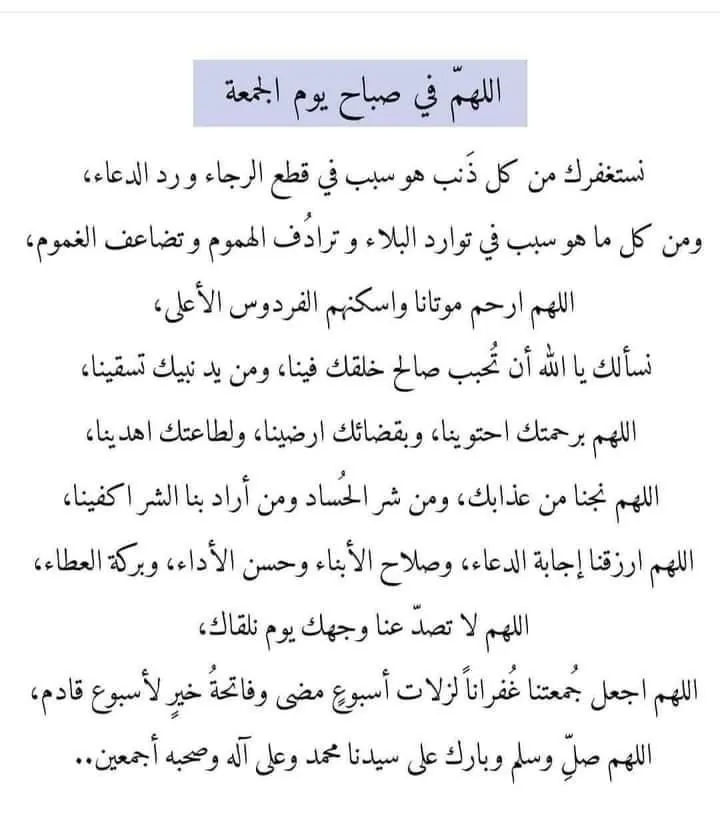 اللهمّ في صباح يوم الجمعة
نستغفرك من كل ذَنب هو سبب في قطع الرجاء ورد الدعاء،
ومن كل ما هو سبب في توارد البلاء وترادُف الهموم وتضاعف الغموم،
اللهم ارحم موتانا واسكنهم الفردوس الأعلى،
نسألك يا الله أن تُحبب صالح خلقك فينا، ومن يد نبيك تسقينا،
اللهم برحمتك احتوينا، وبقضائك ارضينا، ولطاعتك اهدينا،
اللهم نجنا من عذابك، ومن شر الحُساد ومن أراد بنا الشر اكفينا،
اللهم ارزقنا إجابة الدعاء، وصلاح الأبناء وحسن الأداء، وبركة العطاء،
اللهم لا تصدّ عنا وجهك يوم نلقاك،
اللهم اجعل جُمعتنا غُفراناً لزلات أسبوعٍ مضى وفاتحةُ خيرٍ لأسبوع قادم،
اللهم صلِّ وسلم وبارك على سيدنا محمد وعلى آله وصحبه أجمعين..